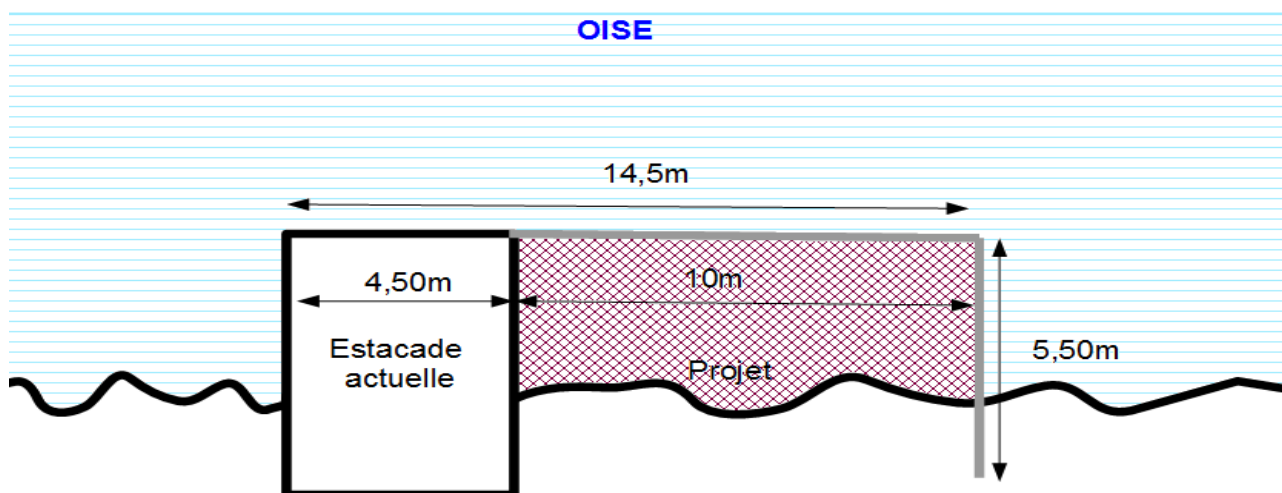 OISE
14,5m
4,50m
10m
Estacade
actuelle
5,50m
Projet